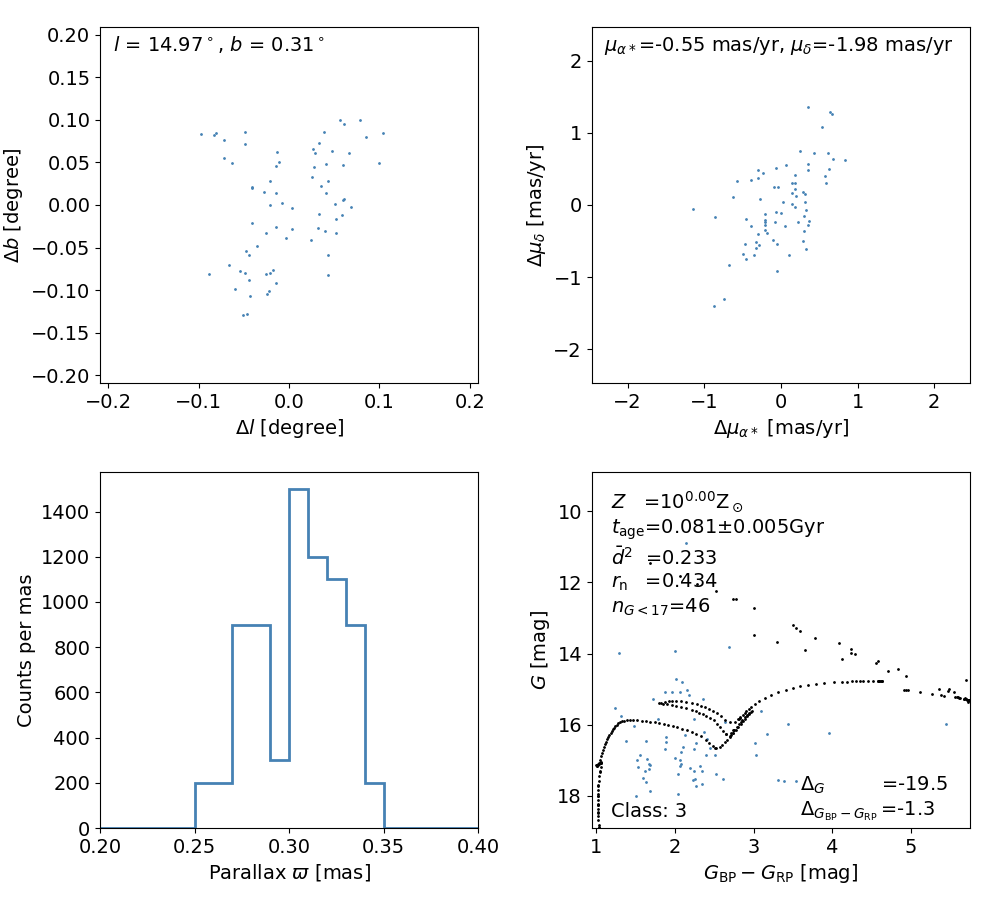 l = 14.97°, b = 0.31°
0.20
0.15
0.10
0.05
0.00
−0.05
−0.10
−0.15
−0.20
−0.2
−0.1
0.0
0.1
0.2
Δl [degree]
Δb [degree]
μα*=-0.55 mas/yr, μδ=-1.98 mas/yr
2
1
0
−1
−2
−2
−1
0
1
2
Δμα* [mas/yr]
Δμδ [mas/yr]
1400
1200
1000
800
600
400
200
0
0.20
0.25
0.30
0.35
0.40
Parallax ϖ [mas]
Counts per mas
Z =10^0.00 Z⊙
t_age=0.081±0.005Gyr
d̄² =0.233
r_n =0.434
n_G<17=46
Δ_G =-19.5
Δ_G_BP−G_RP =-1.3
Class: 3
10
12
14
16
18
1
2
3
4
5
G_BP − G_RP [mag]
G [mag]